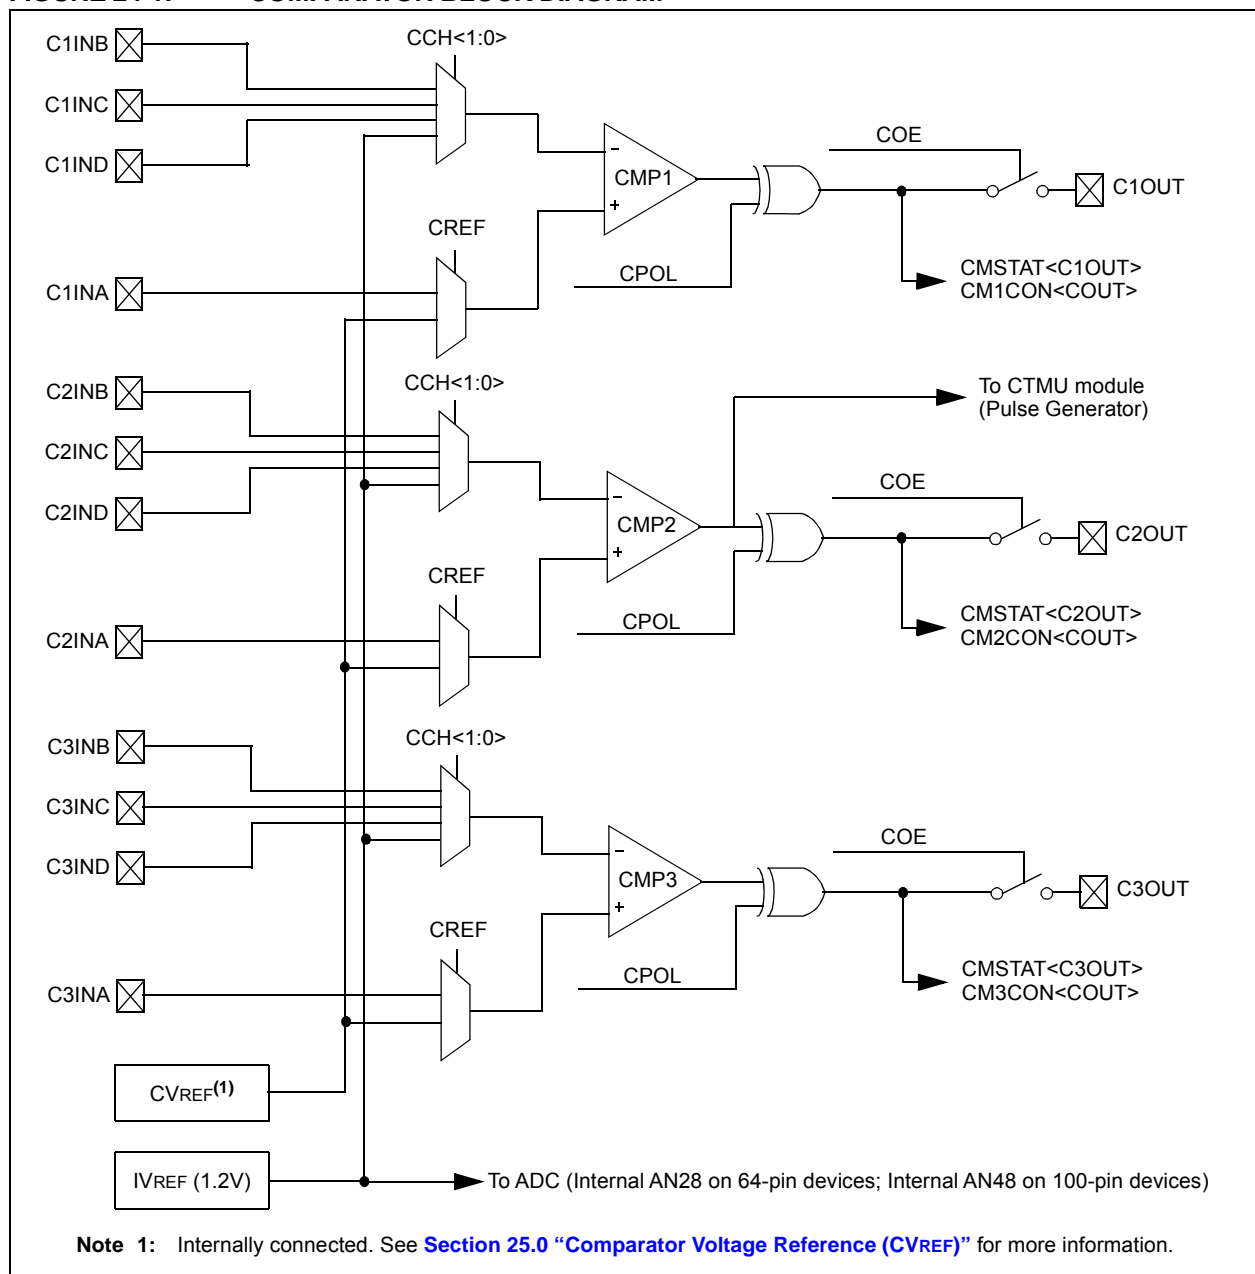 C1INB
CCH<1:0>
C1INC
C1IND
COE
CMP1
C1OUT
CREF
CPOL
CMSTAT<C1OUT>
CM1CON<COUT>
C1INA
C2INB
CCH<1:0>
To CTMU module
(Pulse Generator)
C2INC
COE
C2IND
CMP2
C2OUT
CREF
CPOL
CMSTAT<C2OUT>
CM2CON<COUT>
C2INA
C3INB
CCH<1:0>
C3INC
COE
C3IND
CMP3
C3OUT
CREF
CPOL
CMSTAT<C3OUT>
CM3CON<COUT>
C3INA
CVREF(1)
IVREF (1.2V)
To ADC (Internal AN28 on 64-pin devices; Internal AN48 on 100-pin devices)
Note 1: Internally connected. See Section 25.0 “Comparator Voltage Reference (CVREF)” for more information.